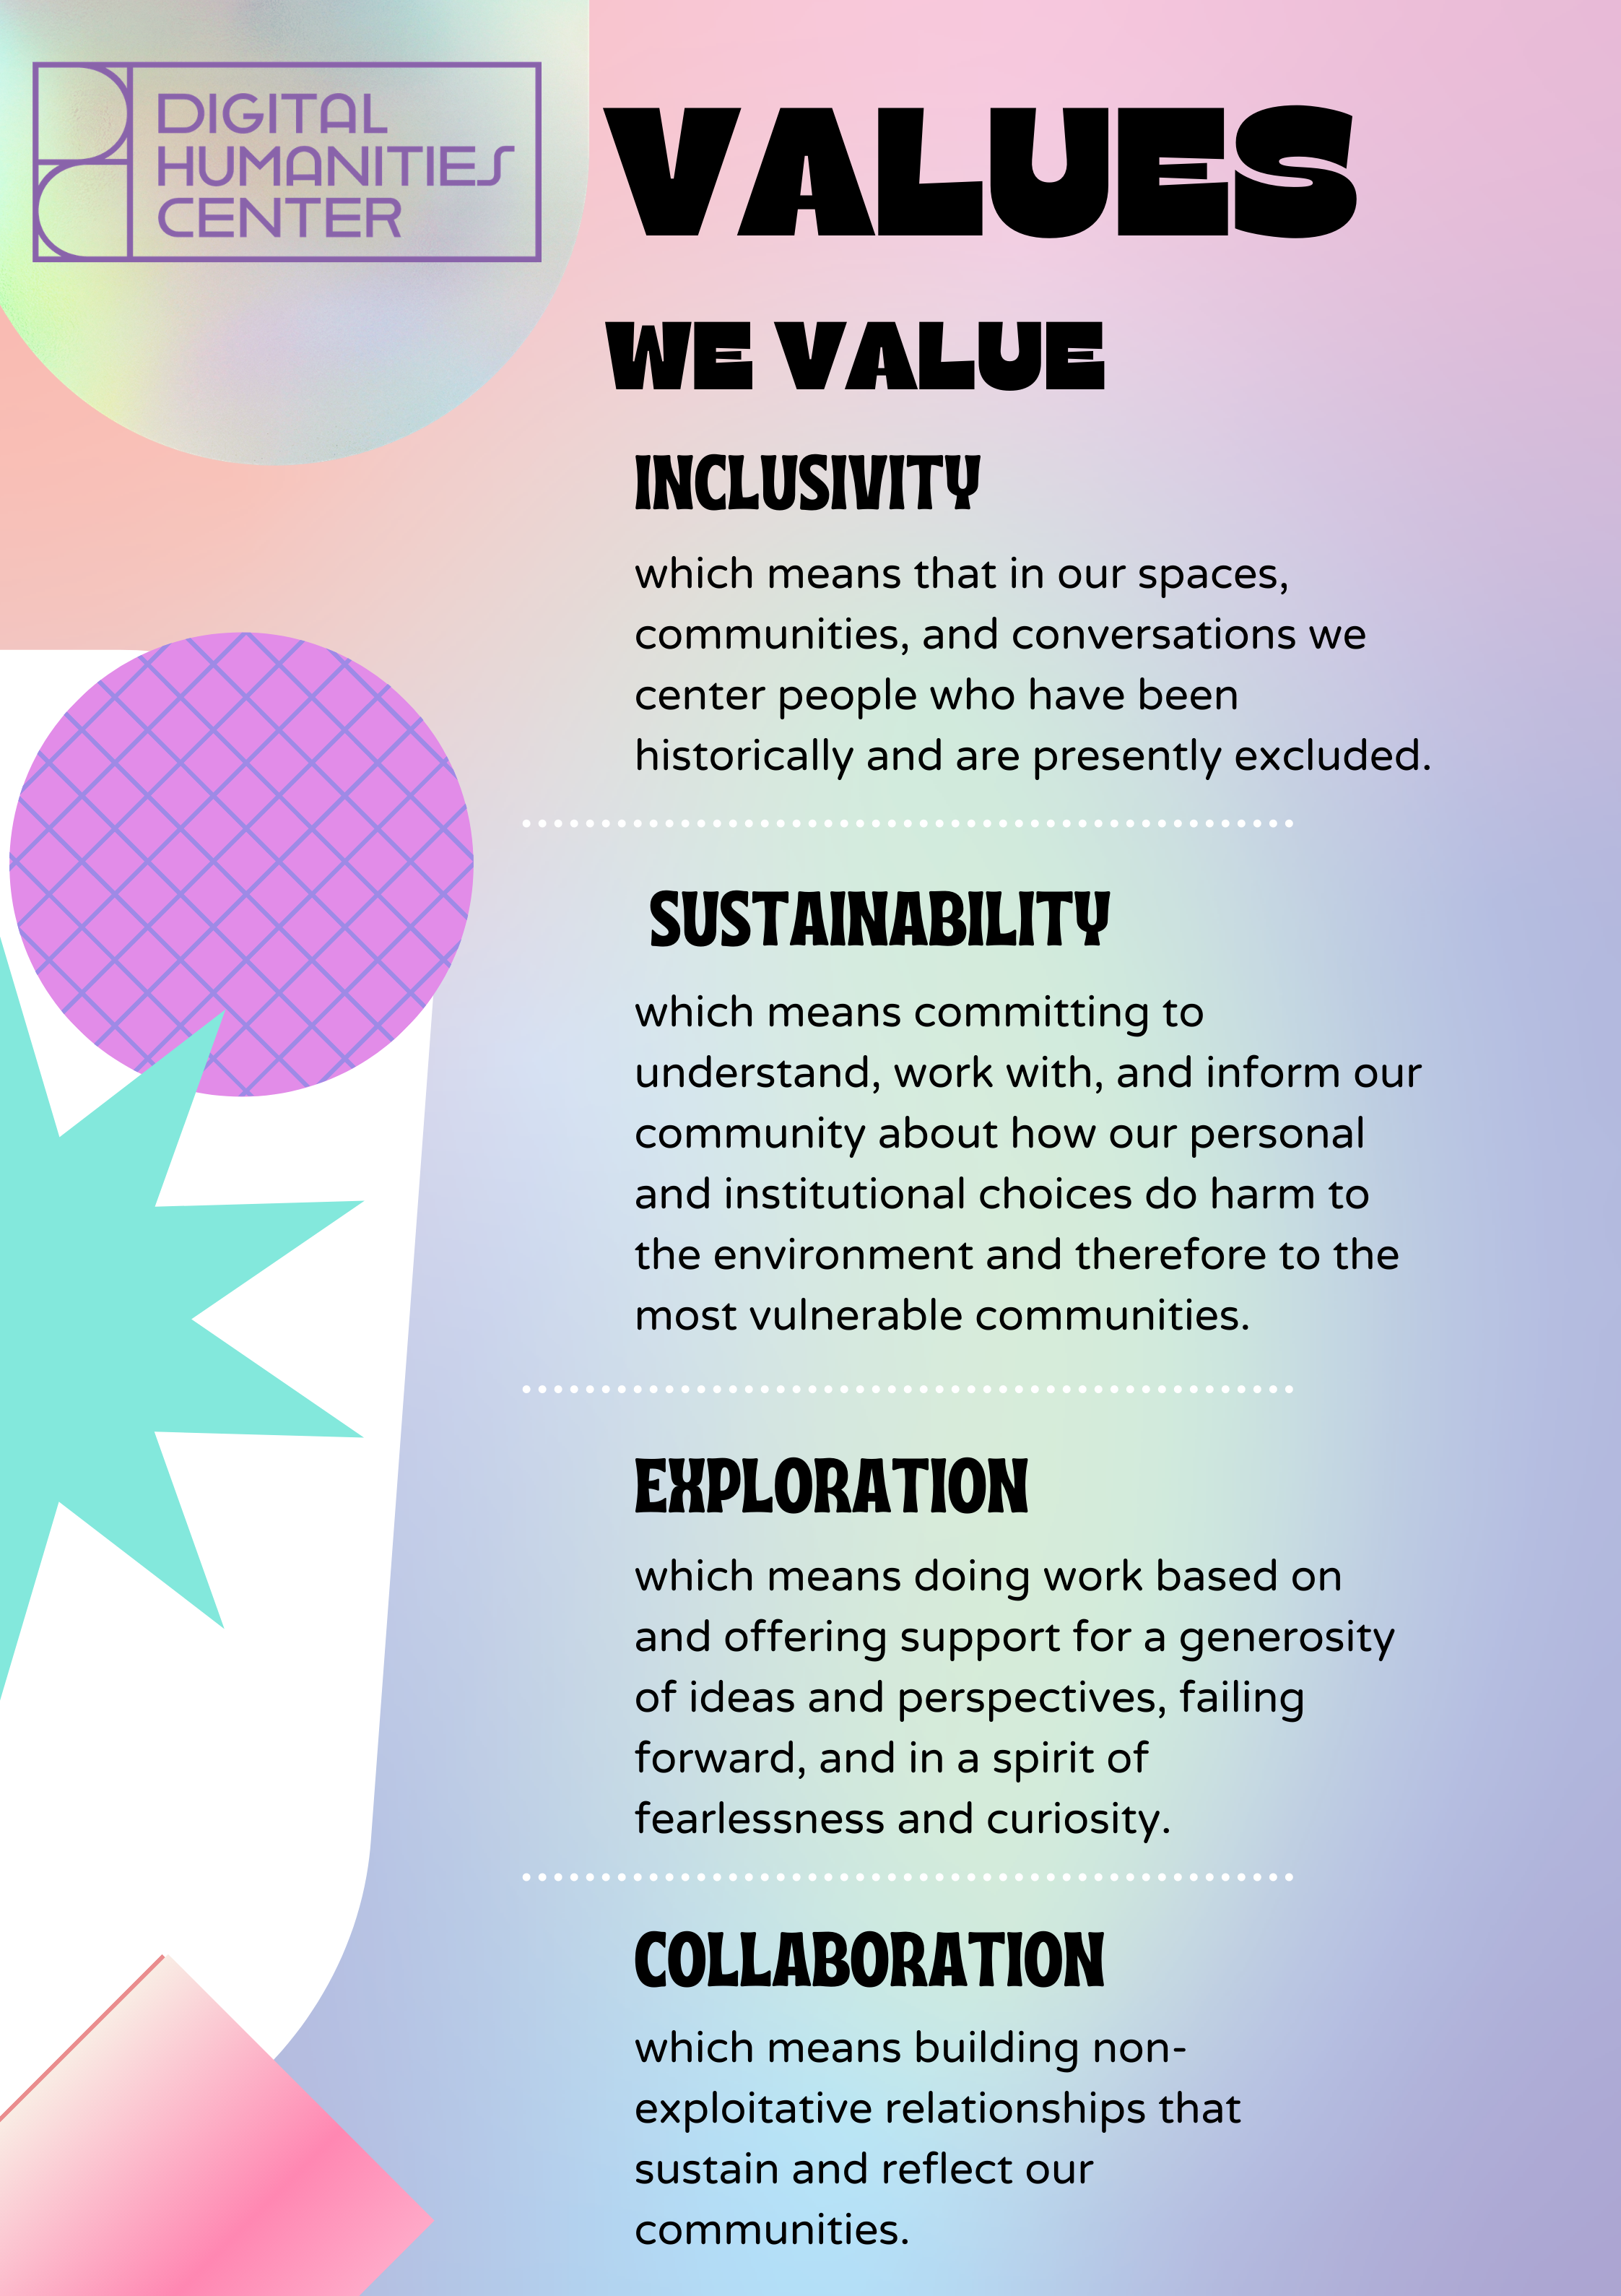 DIGITAL
HUMANITIES
CENTER
VALUES
WE VALUE
INCLUSIVITY
which means that in our spaces,
communities, and conversations we
center people who have been
historically and are presently excluded.
SUSTAINABILITY
which means committing to
understand, work with, and inform our
community about how our personal
and institutional choices do harm to
the environment and therefore to the
most vulnerable communities.
EXPLORATION
which means doing work based on
and offering support for a generosity
of ideas and perspectives, failing
forward, and in a spirit of
fearlessness and curiosity.
COLLABORATION
which means building non-
exploitative relationships that
sustain and reflect our
communities.